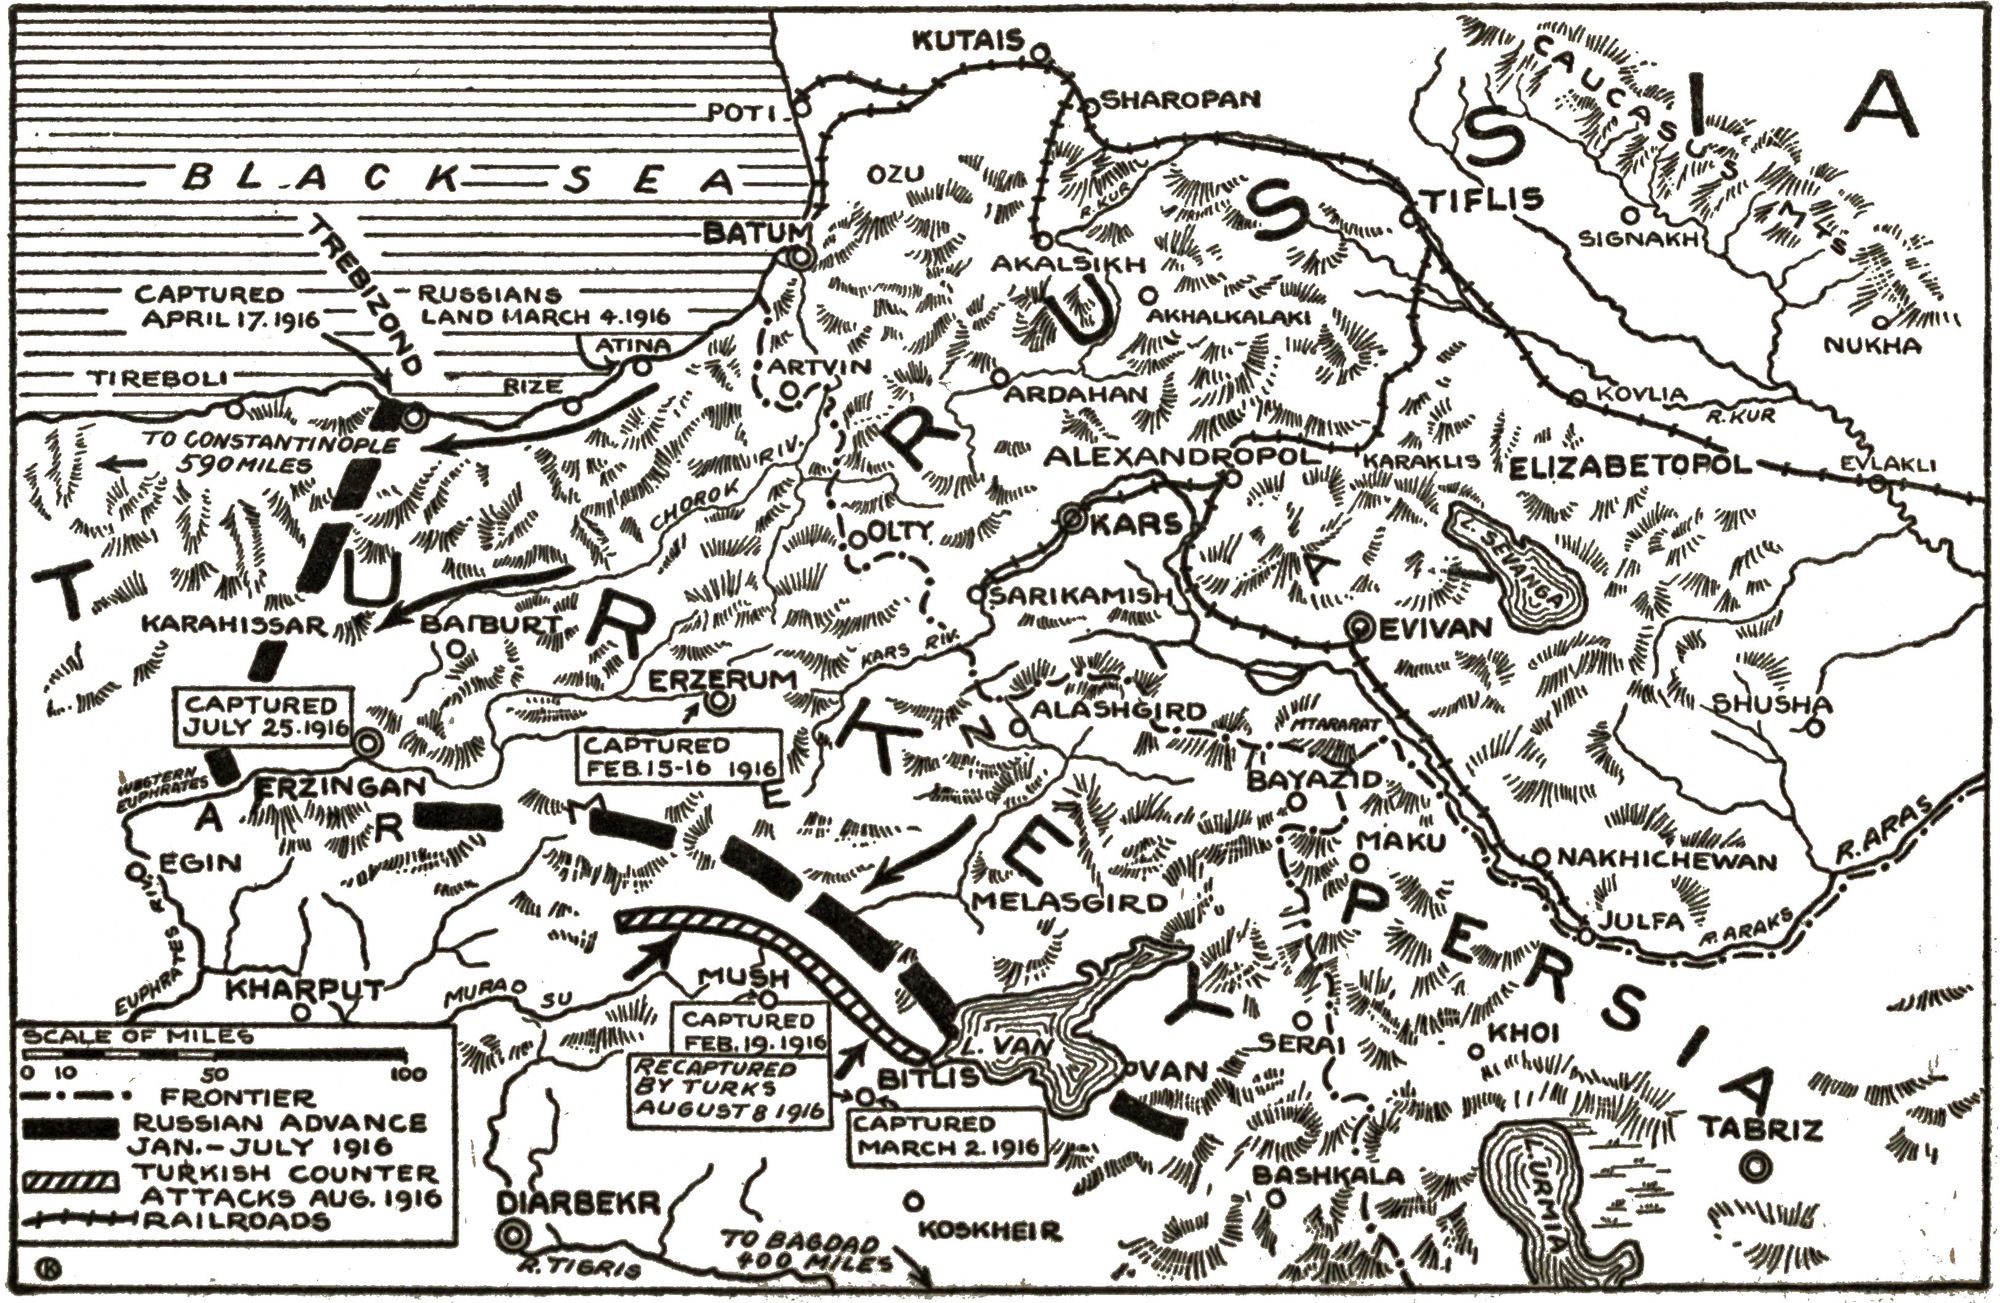 KUTAIS
SHAROPAN
POTI
CAUCASUS MTS
RUSSIA
BLACK SEA
OZU
R. KUR
TIFLIS
SIGNAKH
BATUM
AKALSIKH
TREBIZOND
CAPTURED
APRIL 17. 1916
RUSSIANS
LAND MARCH 4. 1916
AKHALKALAKI
NUKHA
ATINA
TIREBOLI
RIZE
ARTVIN
ARDAHAN
KOVLIA
R. KUR
TO CONSTANTINOPLE
590 MILES
RIV.
CHOROK
ALEXANDROPOL
KARAKLIS
ELIZABETOPOL
EVLAKLI
KARS
OLTY
L. SEVANGA
TURKEY
ARMENIA
SARIKAMISH
KARAHISSAR
BAIBURT
EVIVAN
KARS RIV.
ERZERUM
ALASHGIRD
MT ARARAT
SHUSHA
CAPTURED
JULY 25. 1916
CAPTURED
FEB. 15-16 1916
WESTERN
EUPHRATES
ERZINGAN
BAYAZID
R. ARAS
EGIN
MAKU
NAKHICHEWAN
MELASGIRD
PERSIA
JULFA
R. ARAKS
EUPHRATES RIV.
KHARPUT
MURAD SU
MUSH
CAPTURED
FEB. 19. 1916
RECAPTURED
BY TURKS
AUGUST 8 1916
L. VAN
VAN
SERAI
KHOI
BITLIS
CAPTURED
MARCH 2. 1916
TABRIZ
L. URMIA
BASHKALA
DIARBEKR
KOSKHEIR
R. TIGRIS
TO BAGDAD
400 MILES
SCALE OF MILES
0 10 50 100
FRONTIER
RUSSIAN ADVANCE
JAN. - JULY 1916
TURKISH COUNTER
ATTACKS AUG. 1916
RAILROADS
K